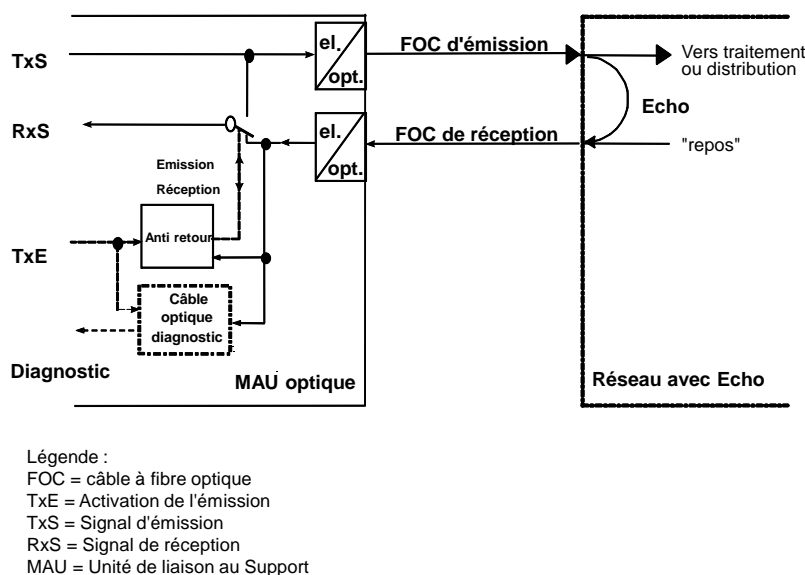 TxS
el.
opt.
FOC d'émission
Vers traitement
ou distribution
Echo
RxS
el.
opt.
FOC de réception
"repos"
Emission
Réception
TxE
Anti retour
Câble
optique
diagnostic
Diagnostic
MAU optique
Réseau avec Echo
Légende :
FOC = câble à fibre optique
TxE = Activation de l'émission
TxS = Signal d'émission
RxS = Signal de réception
MAU = Unité de liaison au Support